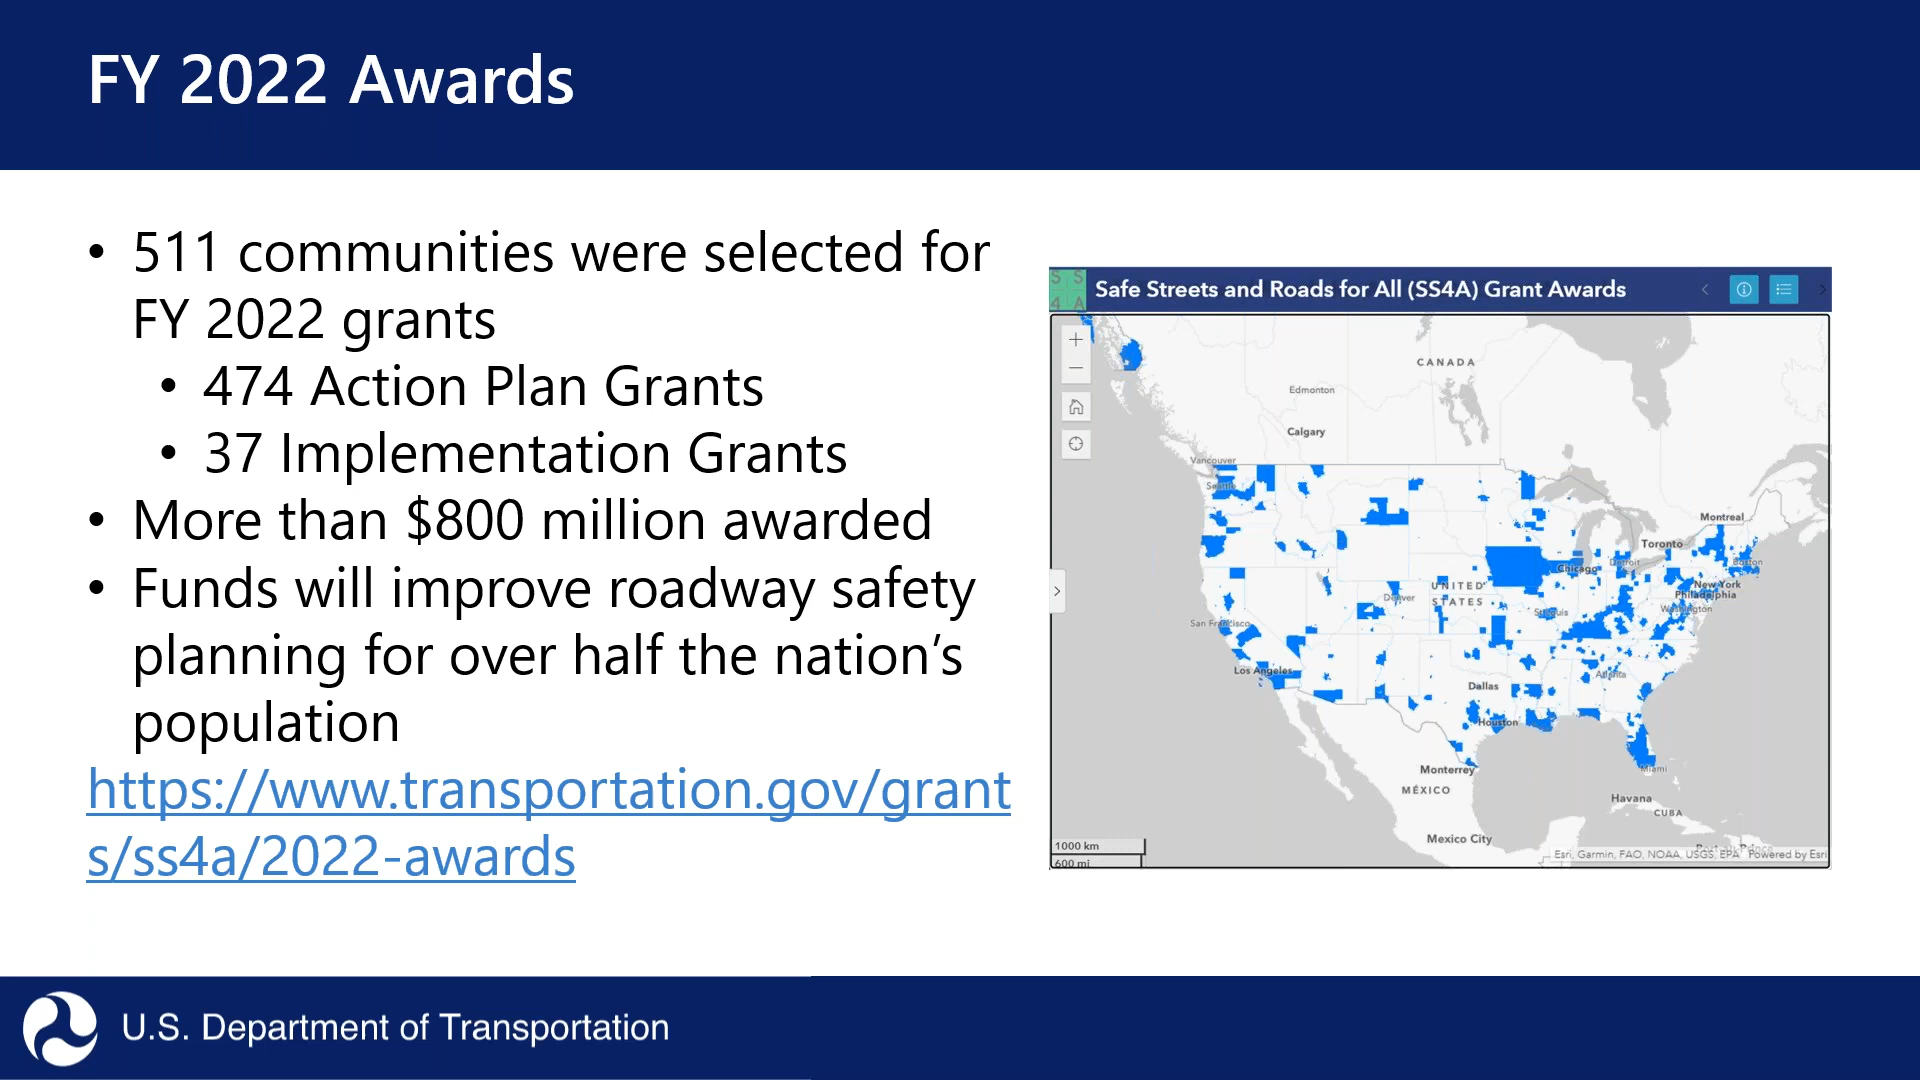 FY 2022 Awards
• 511 communities were selected for
FY 2022 grants
• 474 Action Plan Grants
• 37 Implementation Grants
• More than $800 million awarded
• Funds will improve roadway safety
planning for over half the nation’s
population
https://www.transportation.gov/grant
s/ss4a/2022-awards
S S
4 A
Safe Streets and Roads for All (SS4A) Grant Awards
CANADA
Edmonton
Calgary
Vancouver
Seattle
Montreal
Toronto
Chicago
Detroit
Boston
New York
Philadelphia
Washington
UNITED
STATES
Denver
St Louis
San Francisco
Los Angeles
Atlanta
Dallas
Houston
Monterrey
Miami
MÉXICO
Havana
CUBA
Mexico City
1000 km
600 mi
Port-au-Prince
Esri, Garmin, FAO, NOAA, USGS, EPA
Powered by Esri
U.S. Department of Transportation